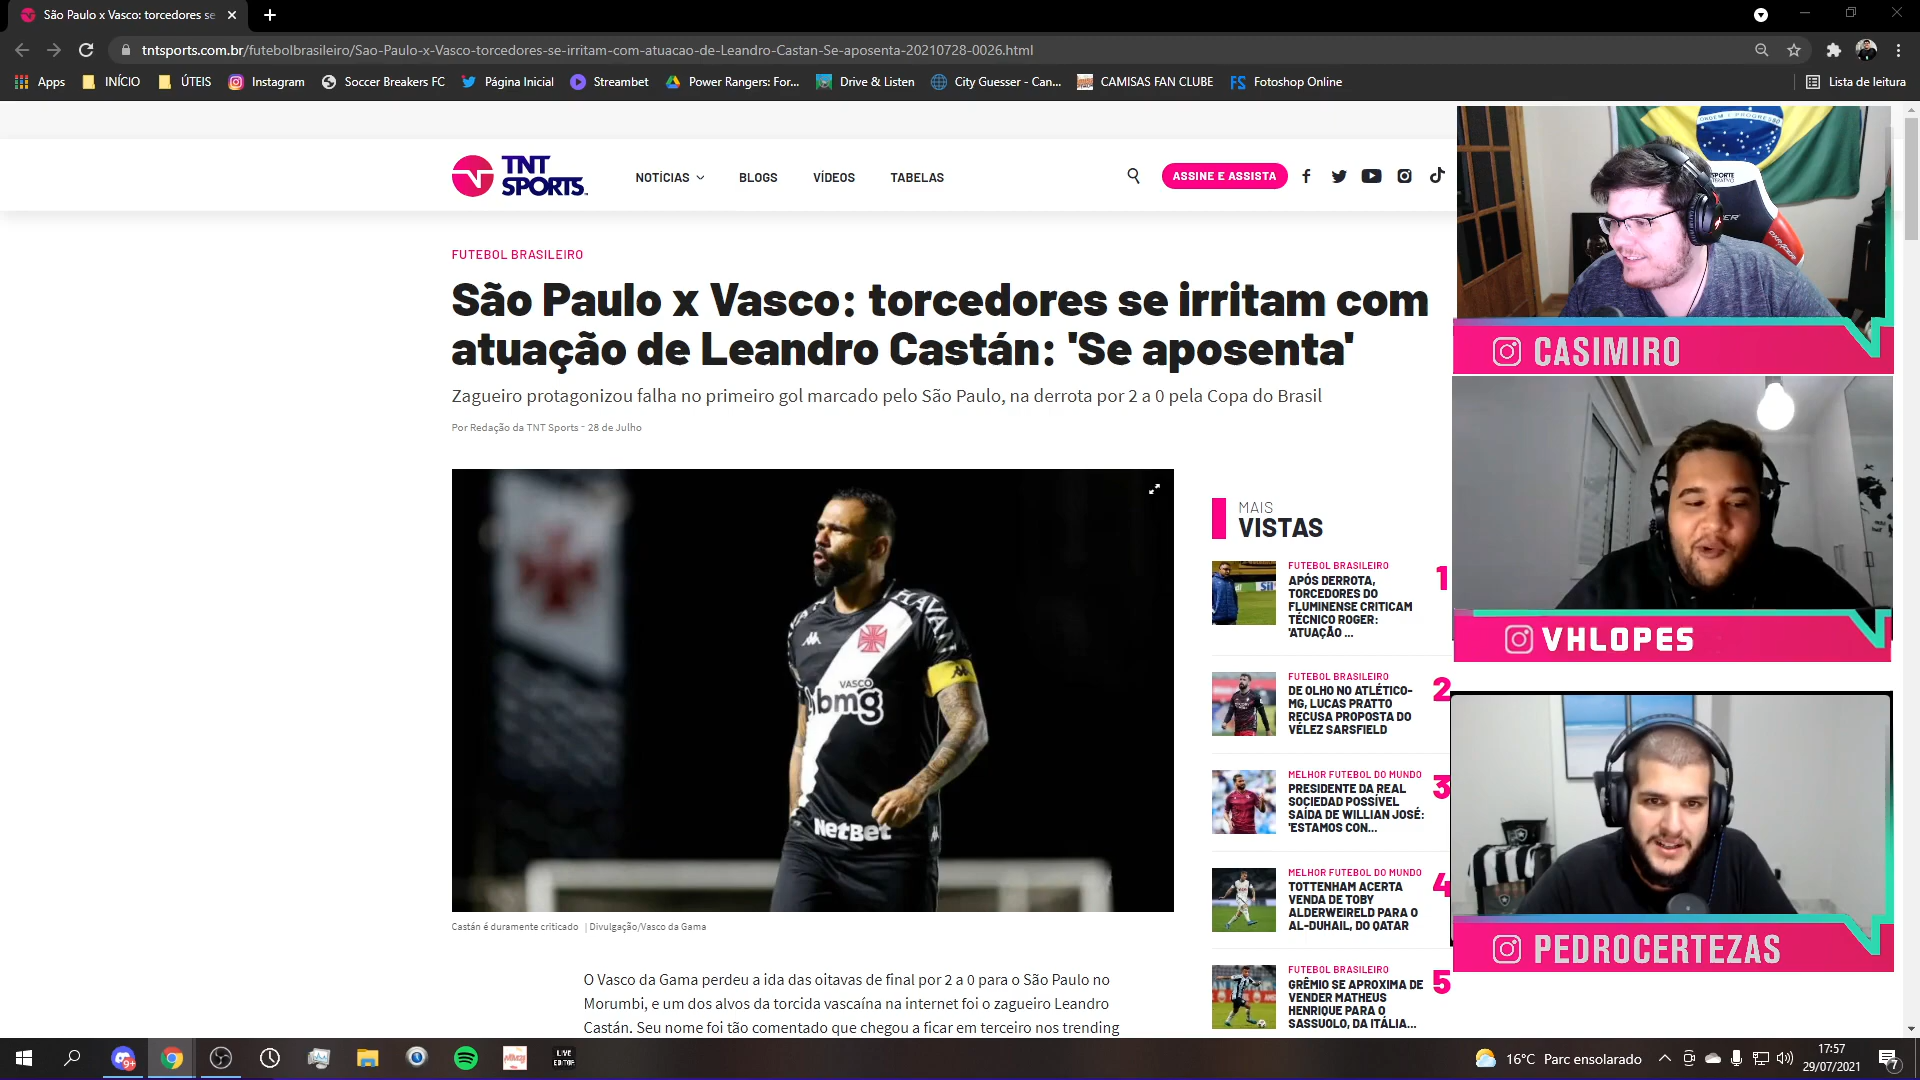 São Paulo x Vasco: torcedores se
tntsports.com.br/futebolbrasileiro/Sao-Paulo-x-Vasco-torcedores-se-irritam-com-atuacao-de-Leandro-Castan-Se-aposenta-20210728-0026.html
Apps INÍCIO ÚTEIS Instagram Soccer Breakers FC Página Inicial Streambet Power Rangers: For... Drive & Listen City Guesser - Can... CAMISAS FAN CLUBE FS Fotoshop Online Lista de leitura
TNT SPORTS
NOTÍCIAS BLOGS VÍDEOS TABELAS ASSINE E ASSISTA
FUTEBOL BRASILEIRO
São Paulo x Vasco: torcedores se irritam com
atuação de Leandro Castán: 'Se aposenta'
Zagueiro protagonizou falha no primeiro gol marcado pelo São Paulo, na derrota por 2 a 0 pela Copa do Brasil
Por Redação da TNT Sports - 28 de Julho
VASCO
bmg
NetBet
Castán é duramente criticado | Divulgação/Vasco da Gama
O Vasco da Gama perdeu a ida das oitavas de final por 2 a 0 para o São Paulo no
Morumbi, e um dos alvos da torcida vascaína na internet foi o zagueiro Leandro
Castán. Seu nome foi tão comentado que chegou a ficar em terceiro nos trending
MAIS
VISTAS
FUTEBOL BRASILEIRO
1
APÓS DERROTA,
TORCEDORES DO
FLUMINENSE CRITICAM
TÉCNICO ROGER:
'ATUAÇÃO ...
FUTEBOL BRASILEIRO
2
DE OLHO NO ATLÉTICO-
MG, LUCAS PRATTO
RECUSA PROPOSTA DO
VÉLEZ SARSFIELD
MELHOR FUTEBOL DO MUNDO
3
PRESIDENTE DA REAL
SOCIEDAD POSSÍVEL
SAÍDA DE WILLIAN JOSÉ:
'ESTAMOS CON...
MELHOR FUTEBOL DO MUNDO
4
TOTTENHAM ACERTA
VENDA DE TOBY
ALDERWEIRELD PARA O
AL-DUHAIL, DO QATAR
FUTEBOL BRASILEIRO
5
GRÊMIO SE APROXIMA DE
VENDER MATHEUS
HENRIQUE PARA O
SASSUOLO, DA ITÁLIA...
CASIMIRO
VHLOPES
PEDROCERTEZAS
LIVE
EDITOR
16°C Parc ensolarado
17:57
29/07/2021
7